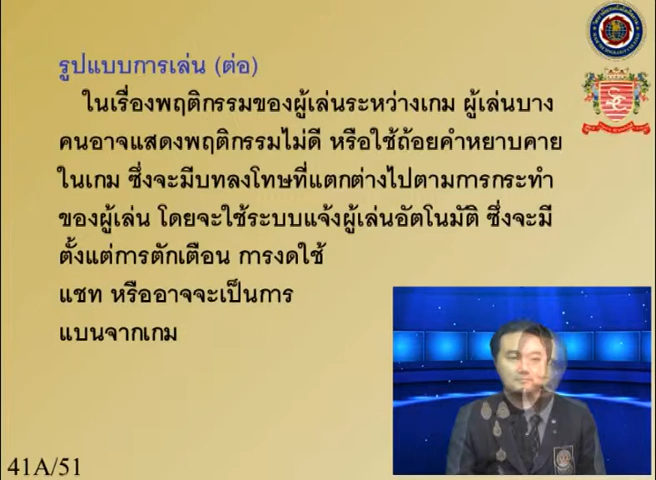 รูปแบบการเล่น (ต่อ)
ในเรื่องพฤติกรรมของผู้เล่นระหว่างเกม ผู้เล่นบาง
คนอาจแสดงพฤติกรรมไม่ดี หรือใช้ถ้อยคำหยาบคาย
ในเกม ซึ่งจะมีบทลงโทษที่แตกต่างไปตามการกระทำ
ของผู้เล่น โดยจะใช้ระบบแจ้งผู้เล่นอัตโนมัติ ซึ่งจะมี
ตั้งแต่การตักเตือน การงดใช้
แชท หรืออาจจะเป็นการ
แบนจากเกม
41A/51